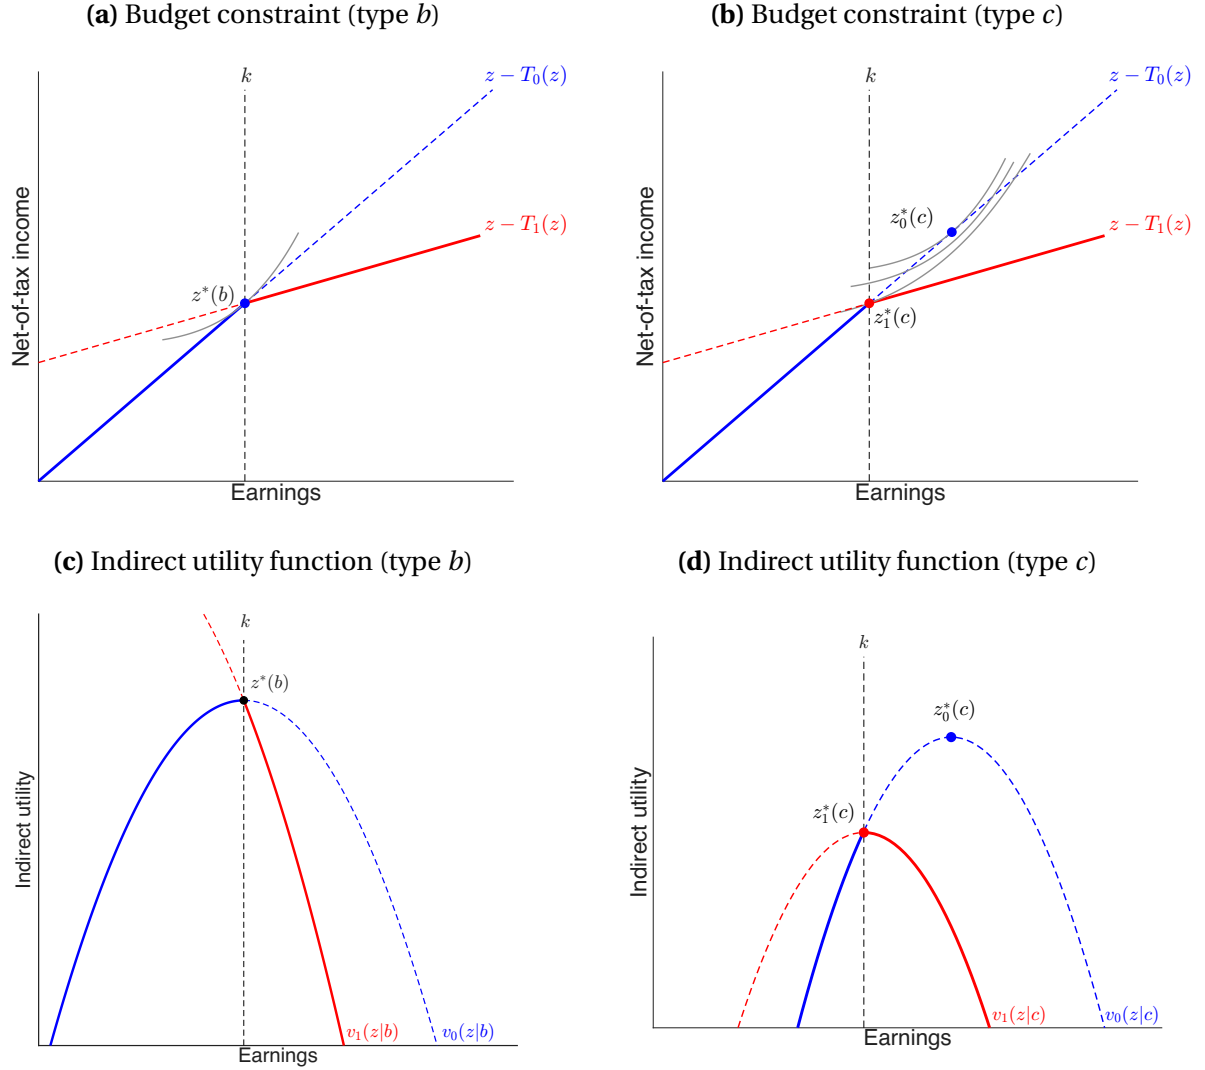 (a) Budget constraint (type b)
k
z − T₀(z)
z − T₁(z)
z*(b)
Net-of-tax income
Earnings
(b) Budget constraint (type c)
k
z − T₀(z)
z₀*(c)
z − T₁(z)
z₁*(c)
Net-of-tax income
Earnings
(c) Indirect utility function (type b)
k
z*(b)
Indirect utility
v₁(z|b)
v₀(z|b)
Earnings
(d) Indirect utility function (type c)
k
z₀*(c)
z₁*(c)
Indirect utility
v₁(z|c)
v₀(z|c)
Earnings